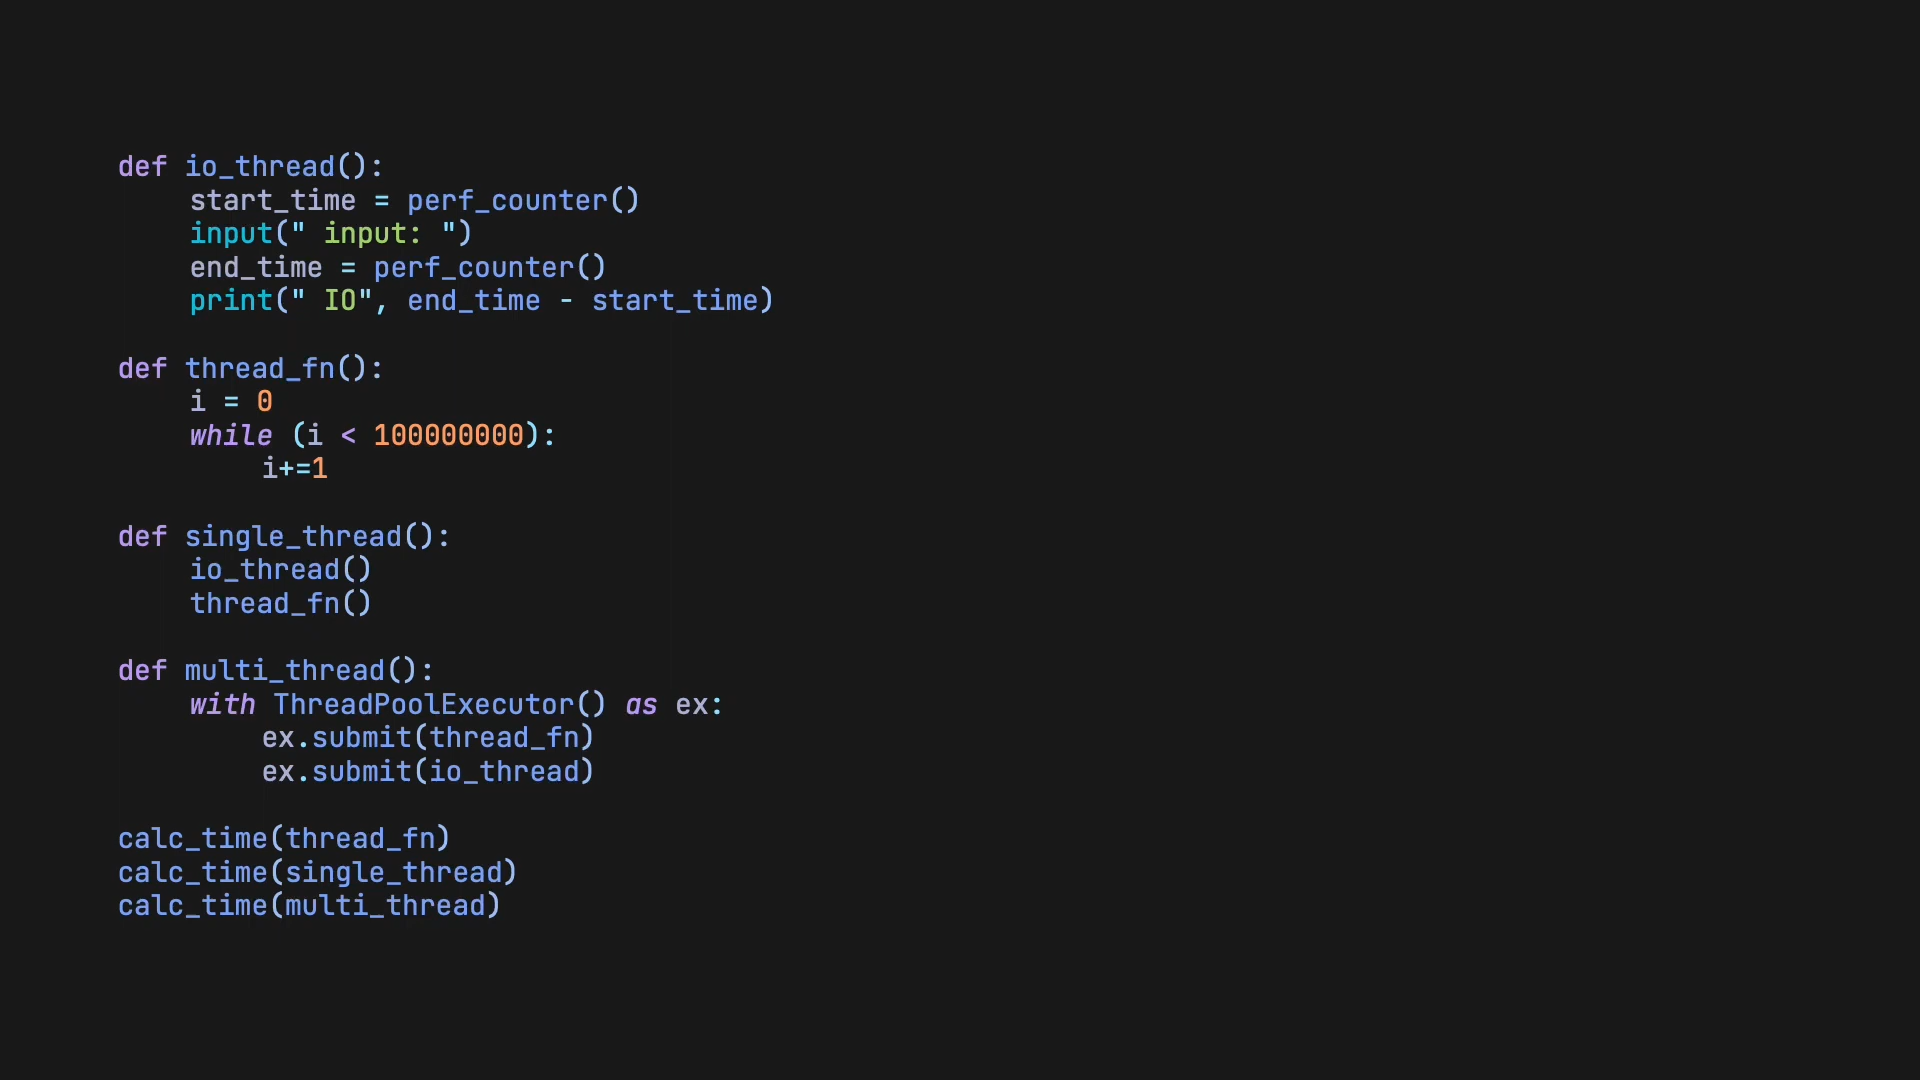 def io_thread():
start_time = perf_counter()
input(" input: ")
end_time = perf_counter()
print(" IO", end_time - start_time)
def thread_fn():
i = 0
while (i < 100000000):
i+=1
def single_thread():
io_thread()
thread_fn()
def multi_thread():
with ThreadPoolExecutor() as ex:
ex.submit(thread_fn)
ex.submit(io_thread)
calc_time(thread_fn)
calc_time(single_thread)
calc_time(multi_thread)